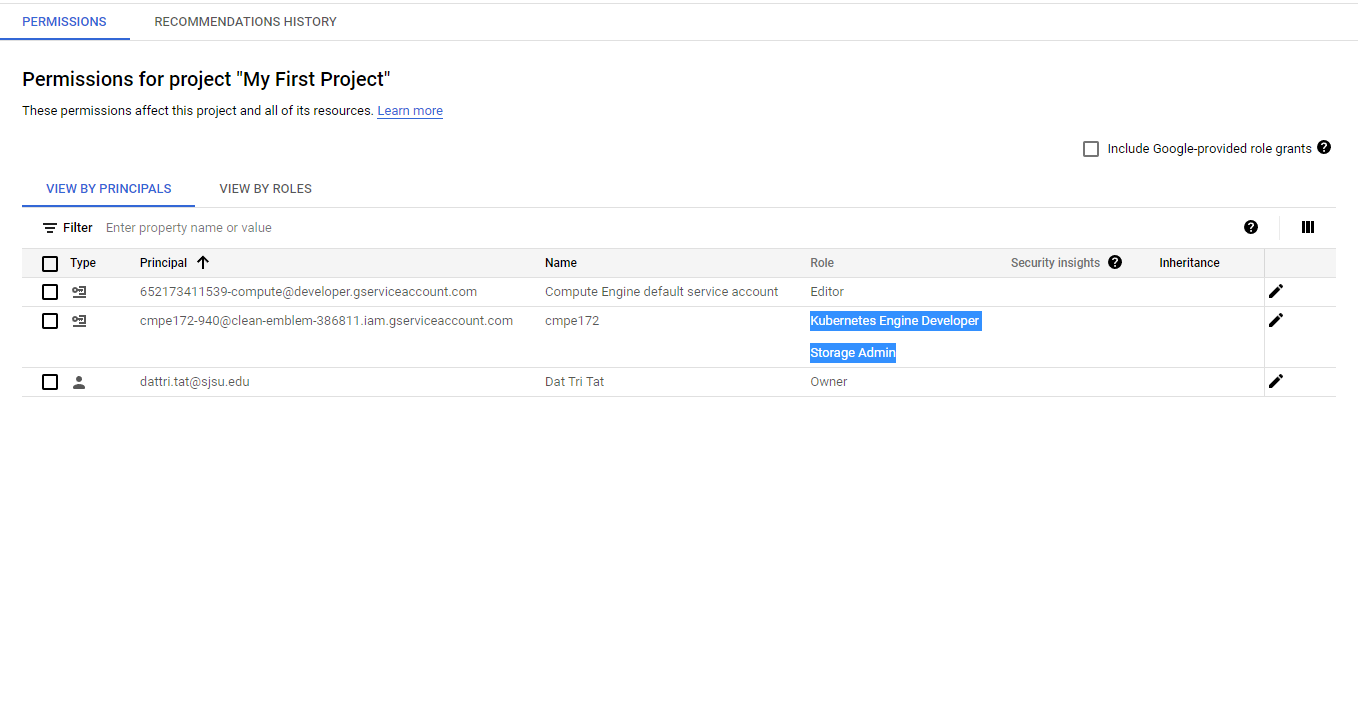 PERMISSIONS RECOMMENDATIONS HISTORY
Permissions for project "My First Project"
These permissions affect this project and all of its resources. Learn more
Include Google-provided role grants
VIEW BY PRINCIPALS VIEW BY ROLES
Filter Enter property name or value
Type Principal Name Role Security insights Inheritance
652173411539-compute@developer.gserviceaccount.com Compute Engine default service account Editor
cmpe172-940@clean-emblem-386811.iam.gserviceaccount.com cmpe172 Kubernetes Engine Developer
Storage Admin
dattri.tat@sjsu.edu Dat Tri Tat Owner